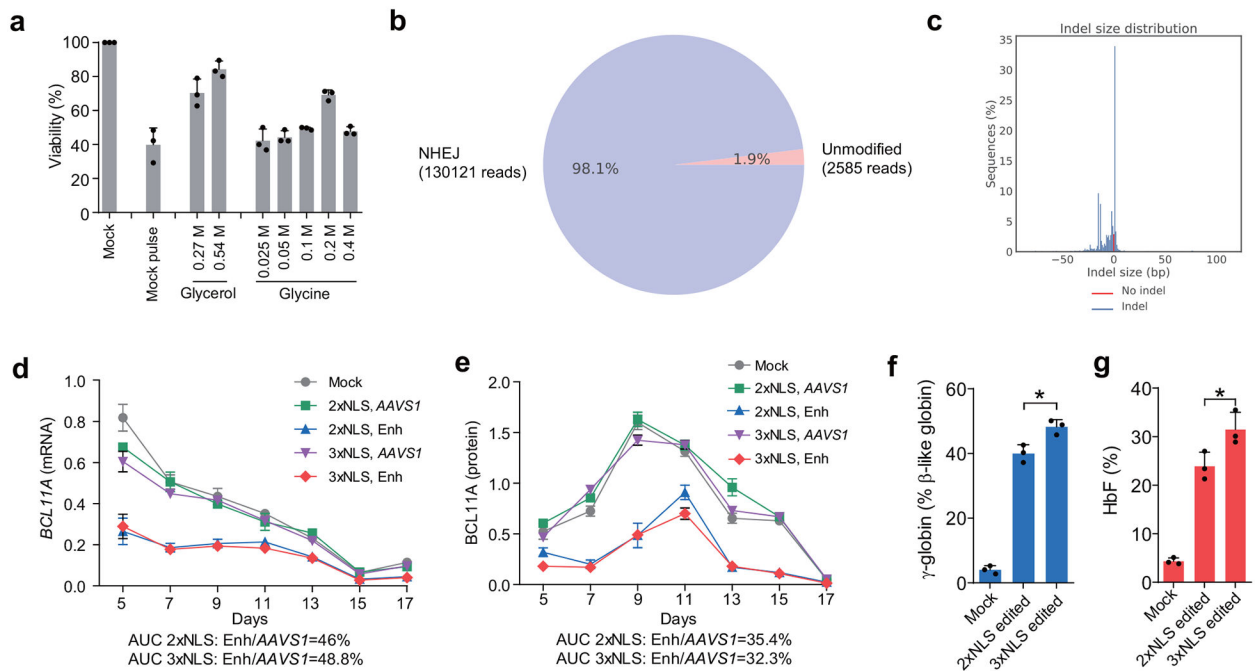 a
100
80
60
40
20
0
Viability (%)
Mock
Mock pulse
0.27 M
0.54 M
0.025 M
0.05 M
0.1 M
0.2 M
0.4 M
Glycerol
Glycine
b
NHEJ
(130121 reads)
98.1%
1.9%
Unmodified
(2585 reads)
c
Indel size distribution
35
30
25
20
15
10
5
0
Sequences (%)
−50
0
50
100
Indel size (bp)
No indel
Indel
d
1.0
0.8
0.6
0.4
0.2
0.0
BCL11A (mRNA)
Mock
2xNLS, AAVS1
2xNLS, Enh
3xNLS, AAVS1
3xNLS, Enh
5 7 9 11 13 15 17
Days
AUC 2xNLS: Enh/AAVS1=46%
AUC 3xNLS: Enh/AAVS1=48.8%
e
2.0
1.5
1.0
0.5
0.0
BCL11A (protein)
Mock
2xNLS, AAVS1
2xNLS, Enh
3xNLS, AAVS1
3xNLS, Enh
5 7 9 11 13 15 17
Days
AUC 2xNLS: Enh/AAVS1=35.4%
AUC 3xNLS: Enh/AAVS1=32.3%
f
60
40
20
0
γ-globin (% β-like globin)
*
Mock
2xNLS edited
3xNLS edited
g
40
30
20
10
0
HbF (%)
*
Mock
2xNLS edited
3xNLS edited